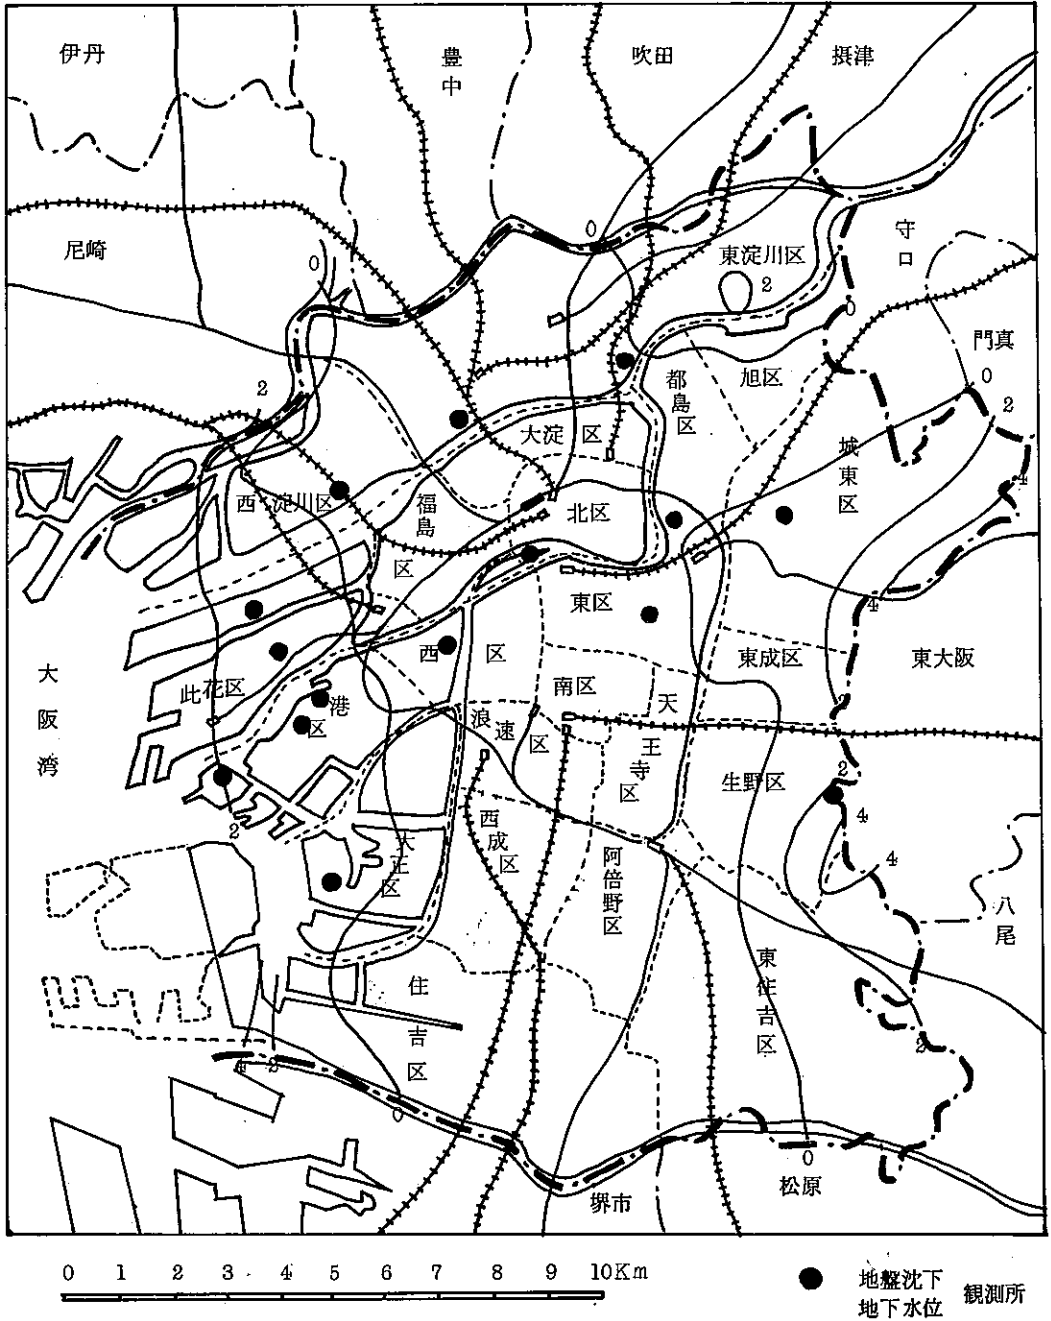 伊丹
豊中
吹田
摂津
尼崎
守口
東淀川区
門真
0
0
2
0
0
2
2
都島区
旭区
大淀区
城東区
4
西淀川区
福島区
北区
4
東区
西区
東成区
東大阪
大阪湾
此花区
港区
南区
天王寺区
浪速区
2
生野区
2
4
4
2
大正区
西成区
阿倍野区
八尾
東住吉区
住吉区
2
4 2
0
0
松原
堺市
0 1 2 3 4 5 6 7 8 9 10Km
地盤沈下
地下水位 観測所